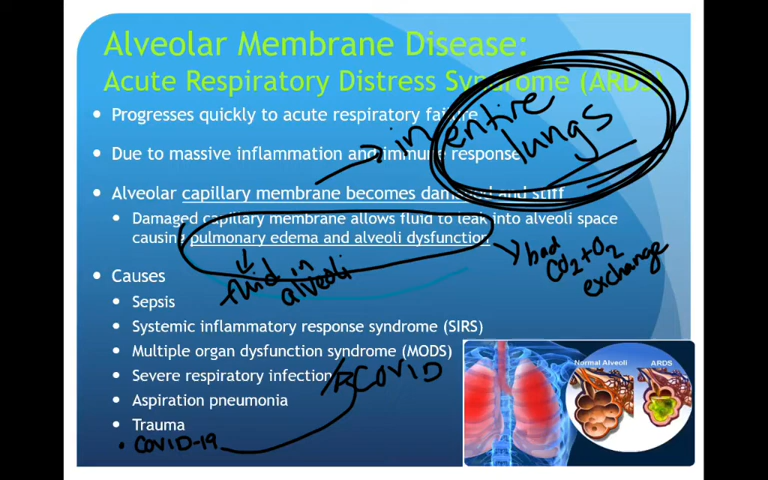 Alveolar Membrane Disease:
Acute Respiratory Distress Syndrome (ARDS)
• Progresses quickly to acute respiratory failure
in entire
lungs
• Due to massive inflammation and immune response
• Alveolar capillary membrane becomes damaged and stiff
• Damaged capillary membrane allows fluid to leak into alveoli space
causing pulmonary edema and alveoli dysfunction
bad
CO2+O2
exchange
fluid in
alveoli
• Causes
• Sepsis
• Systemic inflammatory response syndrome (SIRS)
• Multiple organ dysfunction syndrome (MODS)
• Severe respiratory infection
COVID
• Aspiration pneumonia
• Trauma
• COVID-19
Normal Alveoli
ARDS